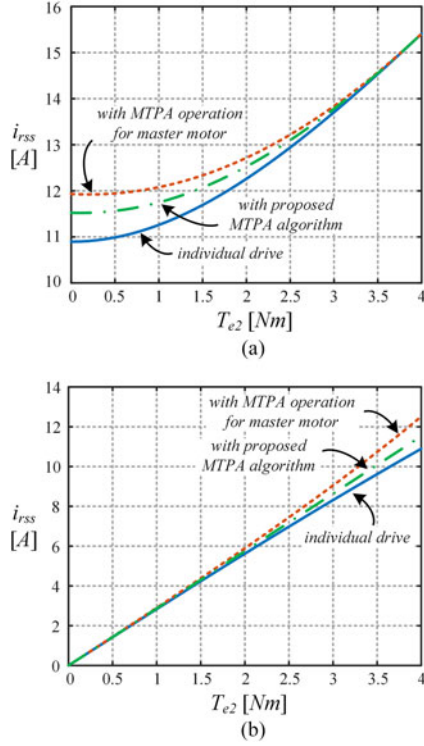 16
15
14
13
12
11
10
i_rss
[A]
with MTPA operation
for master motor
with proposed
MTPA algorithm
individual drive
0 0.5 1 1.5 2 2.5 3 3.5 4
T_e2 [Nm]
(a)
14
12
10
8
6
4
2
0
i_rss
[A]
with MTPA operation
for master motor
with proposed
MTPA algorithm
individual drive
0 0.5 1 1.5 2 2.5 3 3.5 4
T_e2 [Nm]
(b)